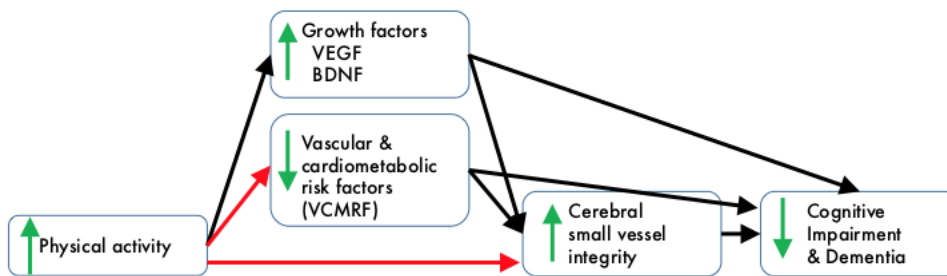 Growth factors
VEGF
BDNF
Vascular &
cardiometabolic
risk factors
(VCMRF)
Physical activity
Cerebral
small vessel
integrity
Cognitive
Impairment
& Dementia